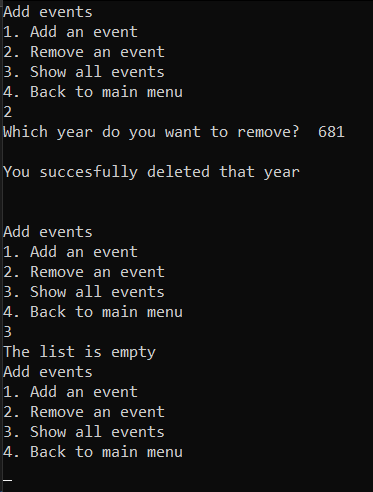 Add events
1. Add an event
2. Remove an event
3. Show all events
4. Back to main menu
2
Which year do you want to remove?  681
You succesfully deleted that year
Add events
1. Add an event
2. Remove an event
3. Show all events
4. Back to main menu
3
The list is empty
Add events
1. Add an event
2. Remove an event
3. Show all events
4. Back to main menu